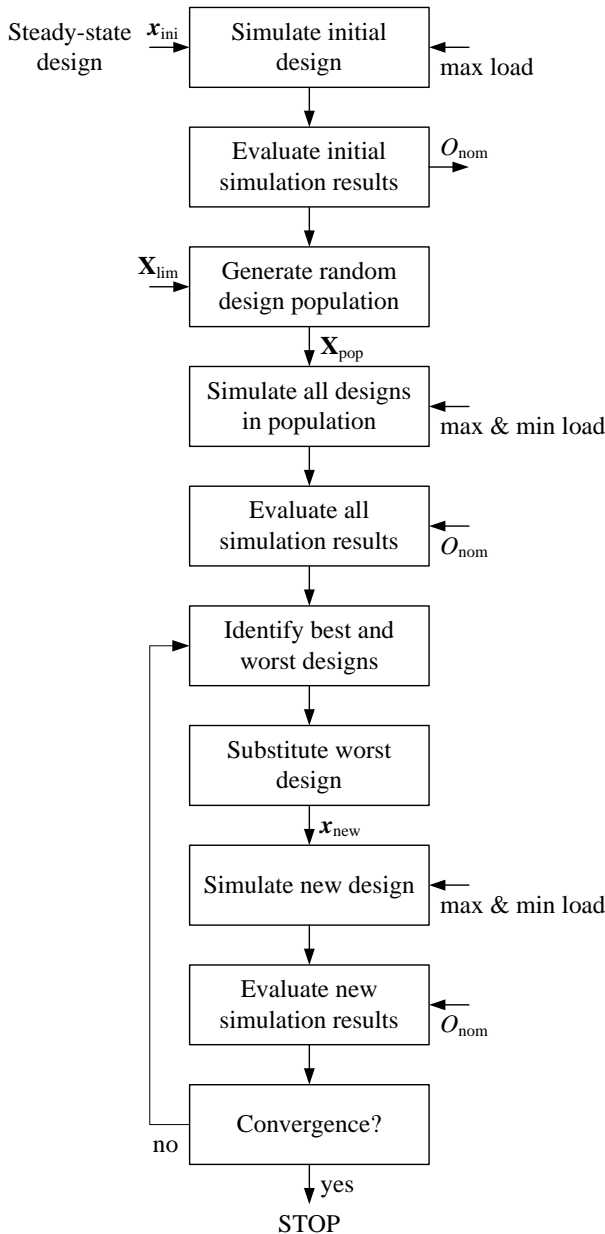 Steady-state
design
x_ini
Simulate initial
design
max load
Evaluate initial
simulation results
O_nom
X_lim
Generate random
design population
X_pop
Simulate all designs
in population
max & min load
Evaluate all
simulation results
O_nom
Identify best and
worst designs
Substitute worst
design
x_new
Simulate new design
max & min load
Evaluate new
simulation results
O_nom
Convergence?
no
yes
STOP